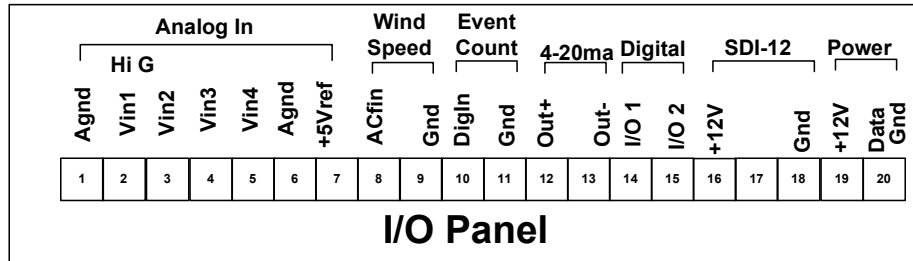 Analog In
Wind Speed
Event Count
4-20ma
Digital
SDI-12
Power
Hi G
Agnd
Vin1
Vin2
Vin3
Vin4
Agnd
+5Vref
ACfin
Gnd
DigIn
Gnd
Out+
Out-
I/O 1
I/O 2
+12V
Gnd
+12V
Data Gnd
1 2 3 4 5 6 7 8 9 10 11 12 13 14 15 16 17 18 19 20
I/O Panel